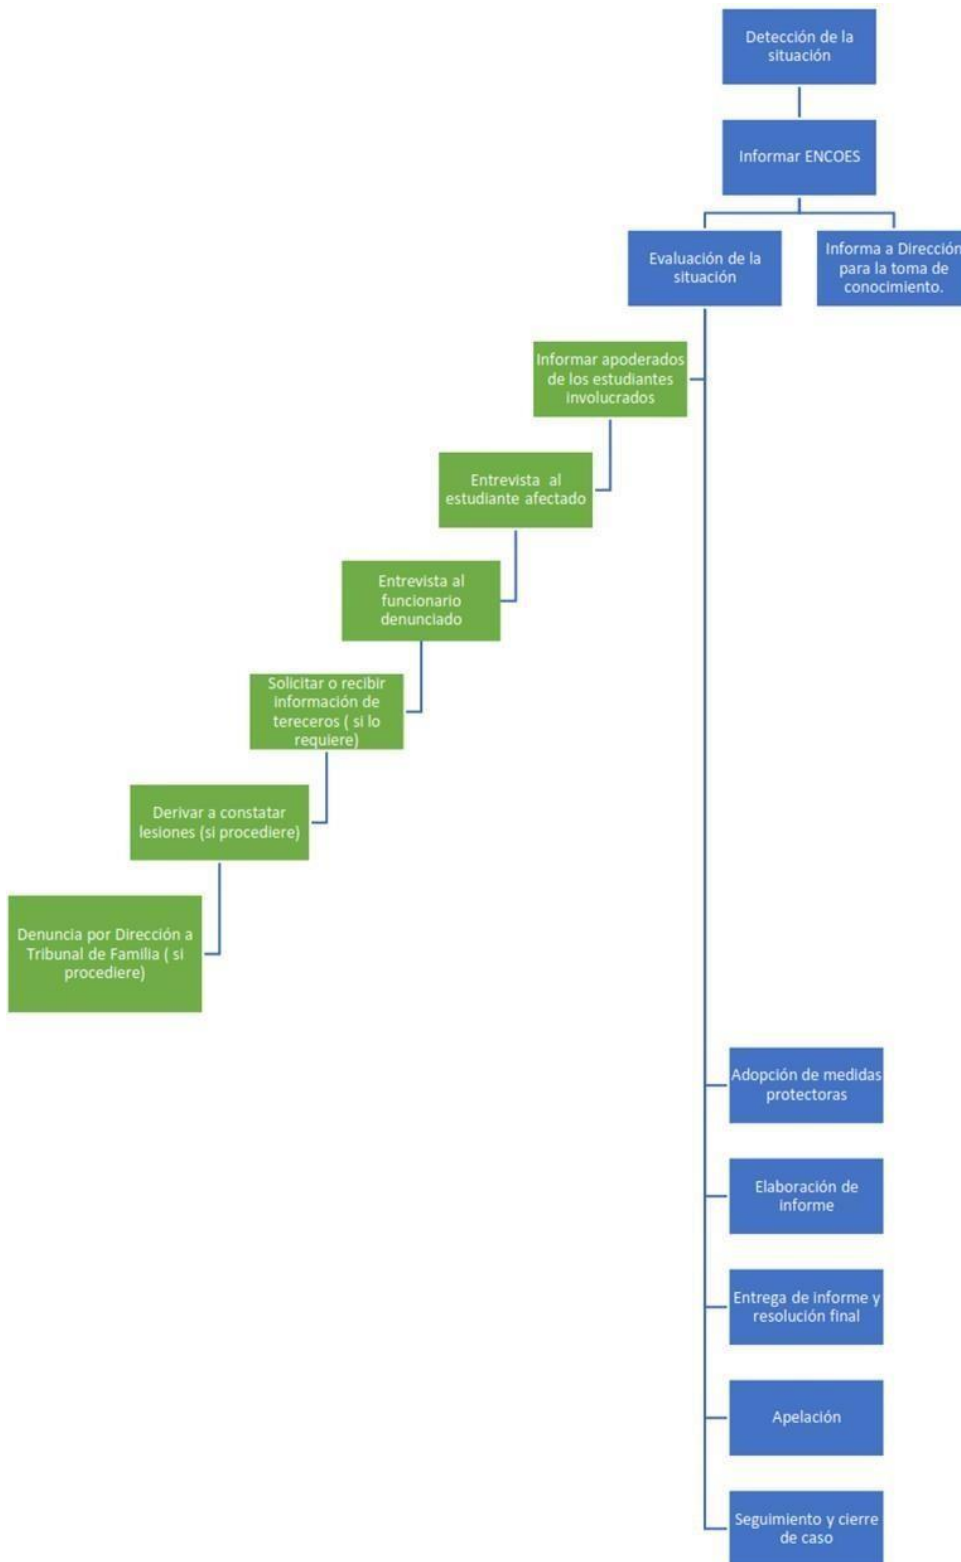 Detección de la
situación
Informar ENCOES
Evaluación de la
situación
Informa a Dirección
para la toma de
conocimiento.
Informar apoderados
de los estudiantes
involucrados
Entrevista al
estudiante afectado
Entrevista al
funcionario
denunciado
Solicitar o recibir
información de
tereceros ( si lo
requiere)
Derivar a constatar
lesiones (si procediere)
Denuncia por Dirección a
Tribunal de Familia ( si
procediere)
Adopción de medidas
protectoras
Elaboración de
informe
Entrega de informe y
resolución final
Apelación
Seguimiento y cierre
de caso